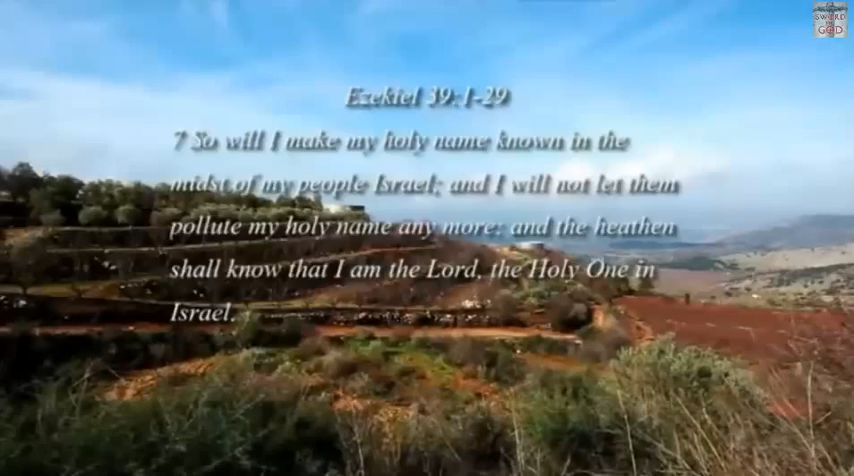 SWORD
GOD
Ezekiel 39:1-29
7 So will I make my holy name known in the
midst of my people Israel; and I will not let them
pollute my holy name any more: and the heathen
shall know that I am the Lord, the Holy One in
Israel.